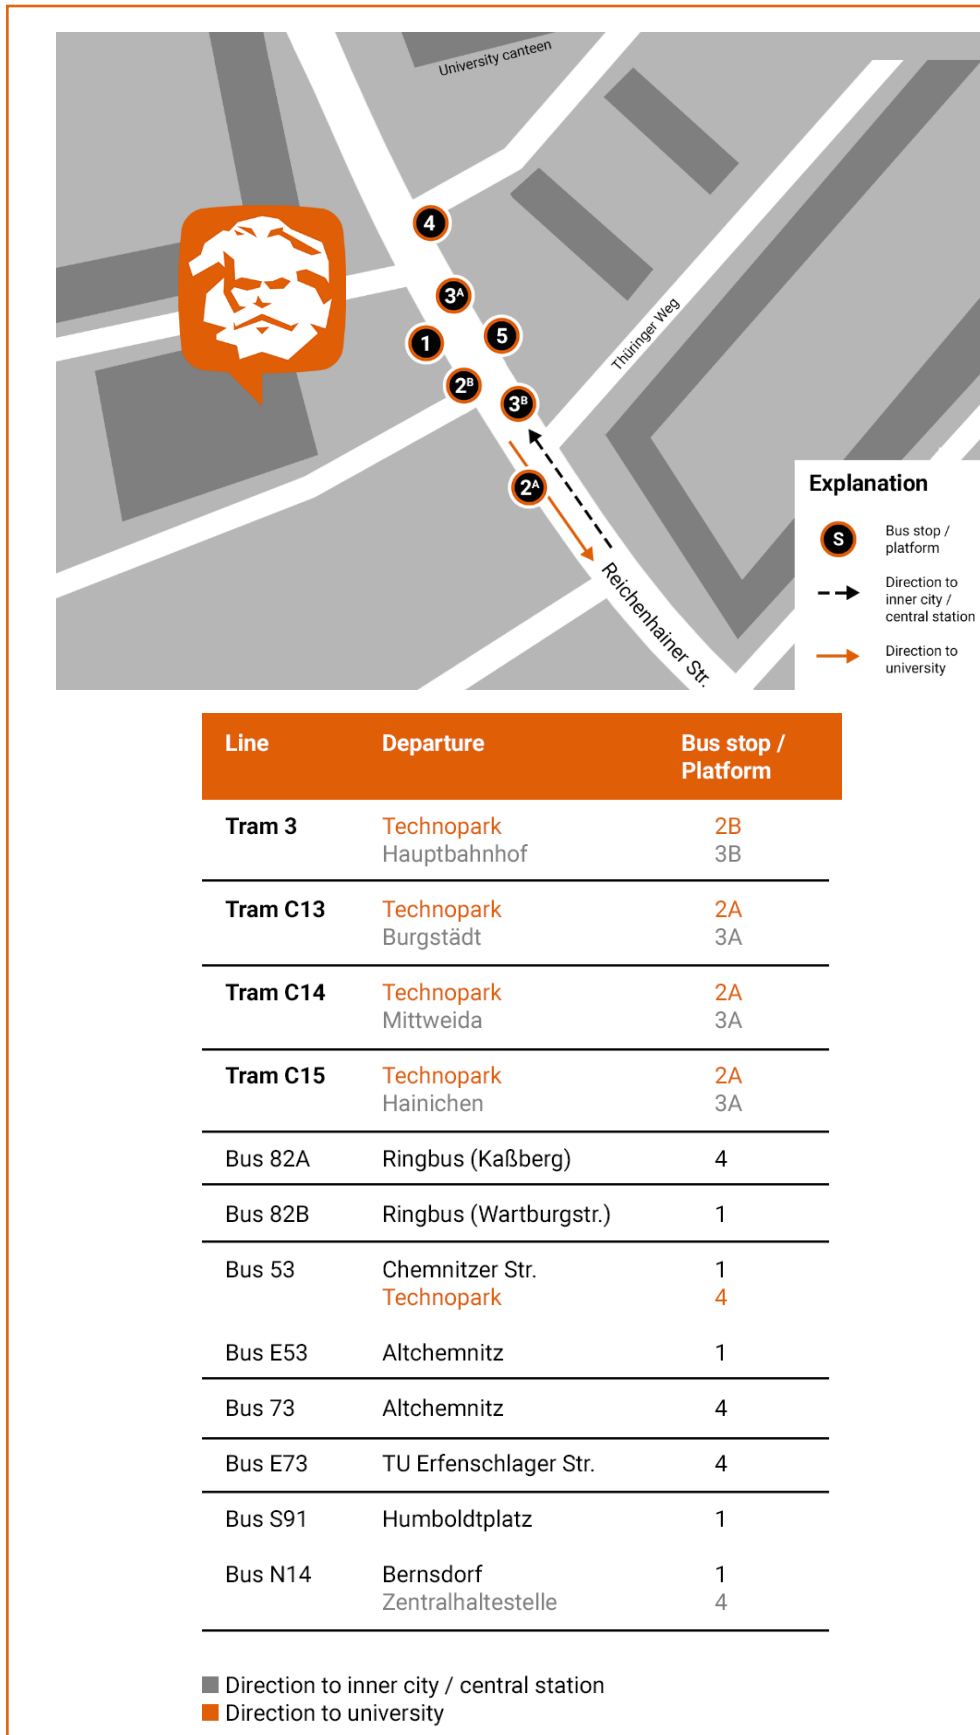 University canteen
4
3A
5
1
2B
3B
Thüringer Weg
2A
Reichenhainer Str.
Explanation
S
Bus stop /
platform
Direction to
inner city /
central station
Direction to
university
Line Departure Bus stop /
Platform
Tram 3 Technopark 2B
Hauptbahnhof 3B
Tram C13 Technopark 2A
Burgstädt 3A
Tram C14 Technopark 2A
Mittweida 3A
Tram C15 Technopark 2A
Hainichen 3A
Bus 82A Ringbus (Kaßberg) 4
Bus 82B Ringbus (Wartburgstr.) 1
Bus 53 Chemnitzer Str. 1
Technopark 4
Bus E53 Altchemnitz 1
Bus 73 Altchemnitz 4
Bus E73 TU Erfenschlager Str. 4
Bus S91 Humboldtplatz 1
Bus N14 Bernsdorf 1
Zentralhaltestelle 4
Direction to inner city / central station
Direction to university